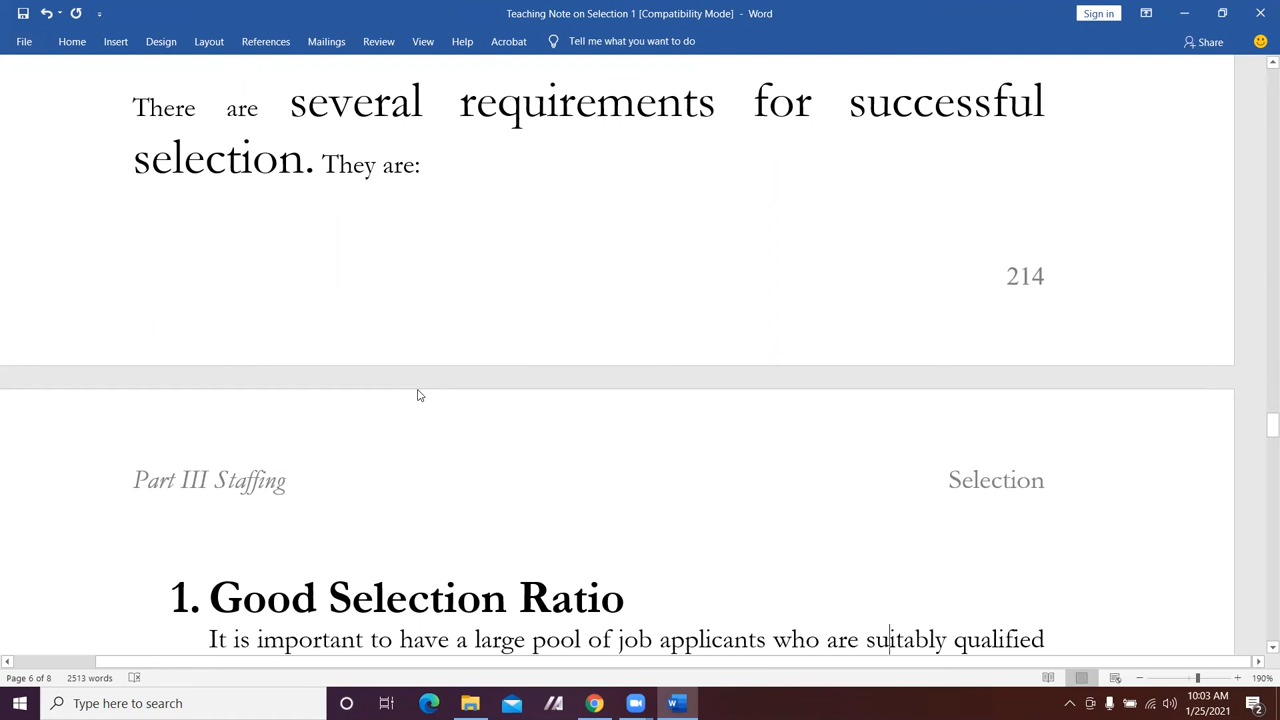 Teaching Note on Selection 1 [Compatibility Mode] - Word
Sign in
File Home Insert Design Layout References Mailings Review View Help Acrobat Tell me what you want to do Share
There are several requirements for successful
selection. They are:
214
Part III Staffing Selection
1. Good Selection Ratio
It is important to have a large pool of job applicants who are suitably qualified
Page 6 of 8 2513 words 190%
Type here to search
10:03 AM
1/25/2021
2